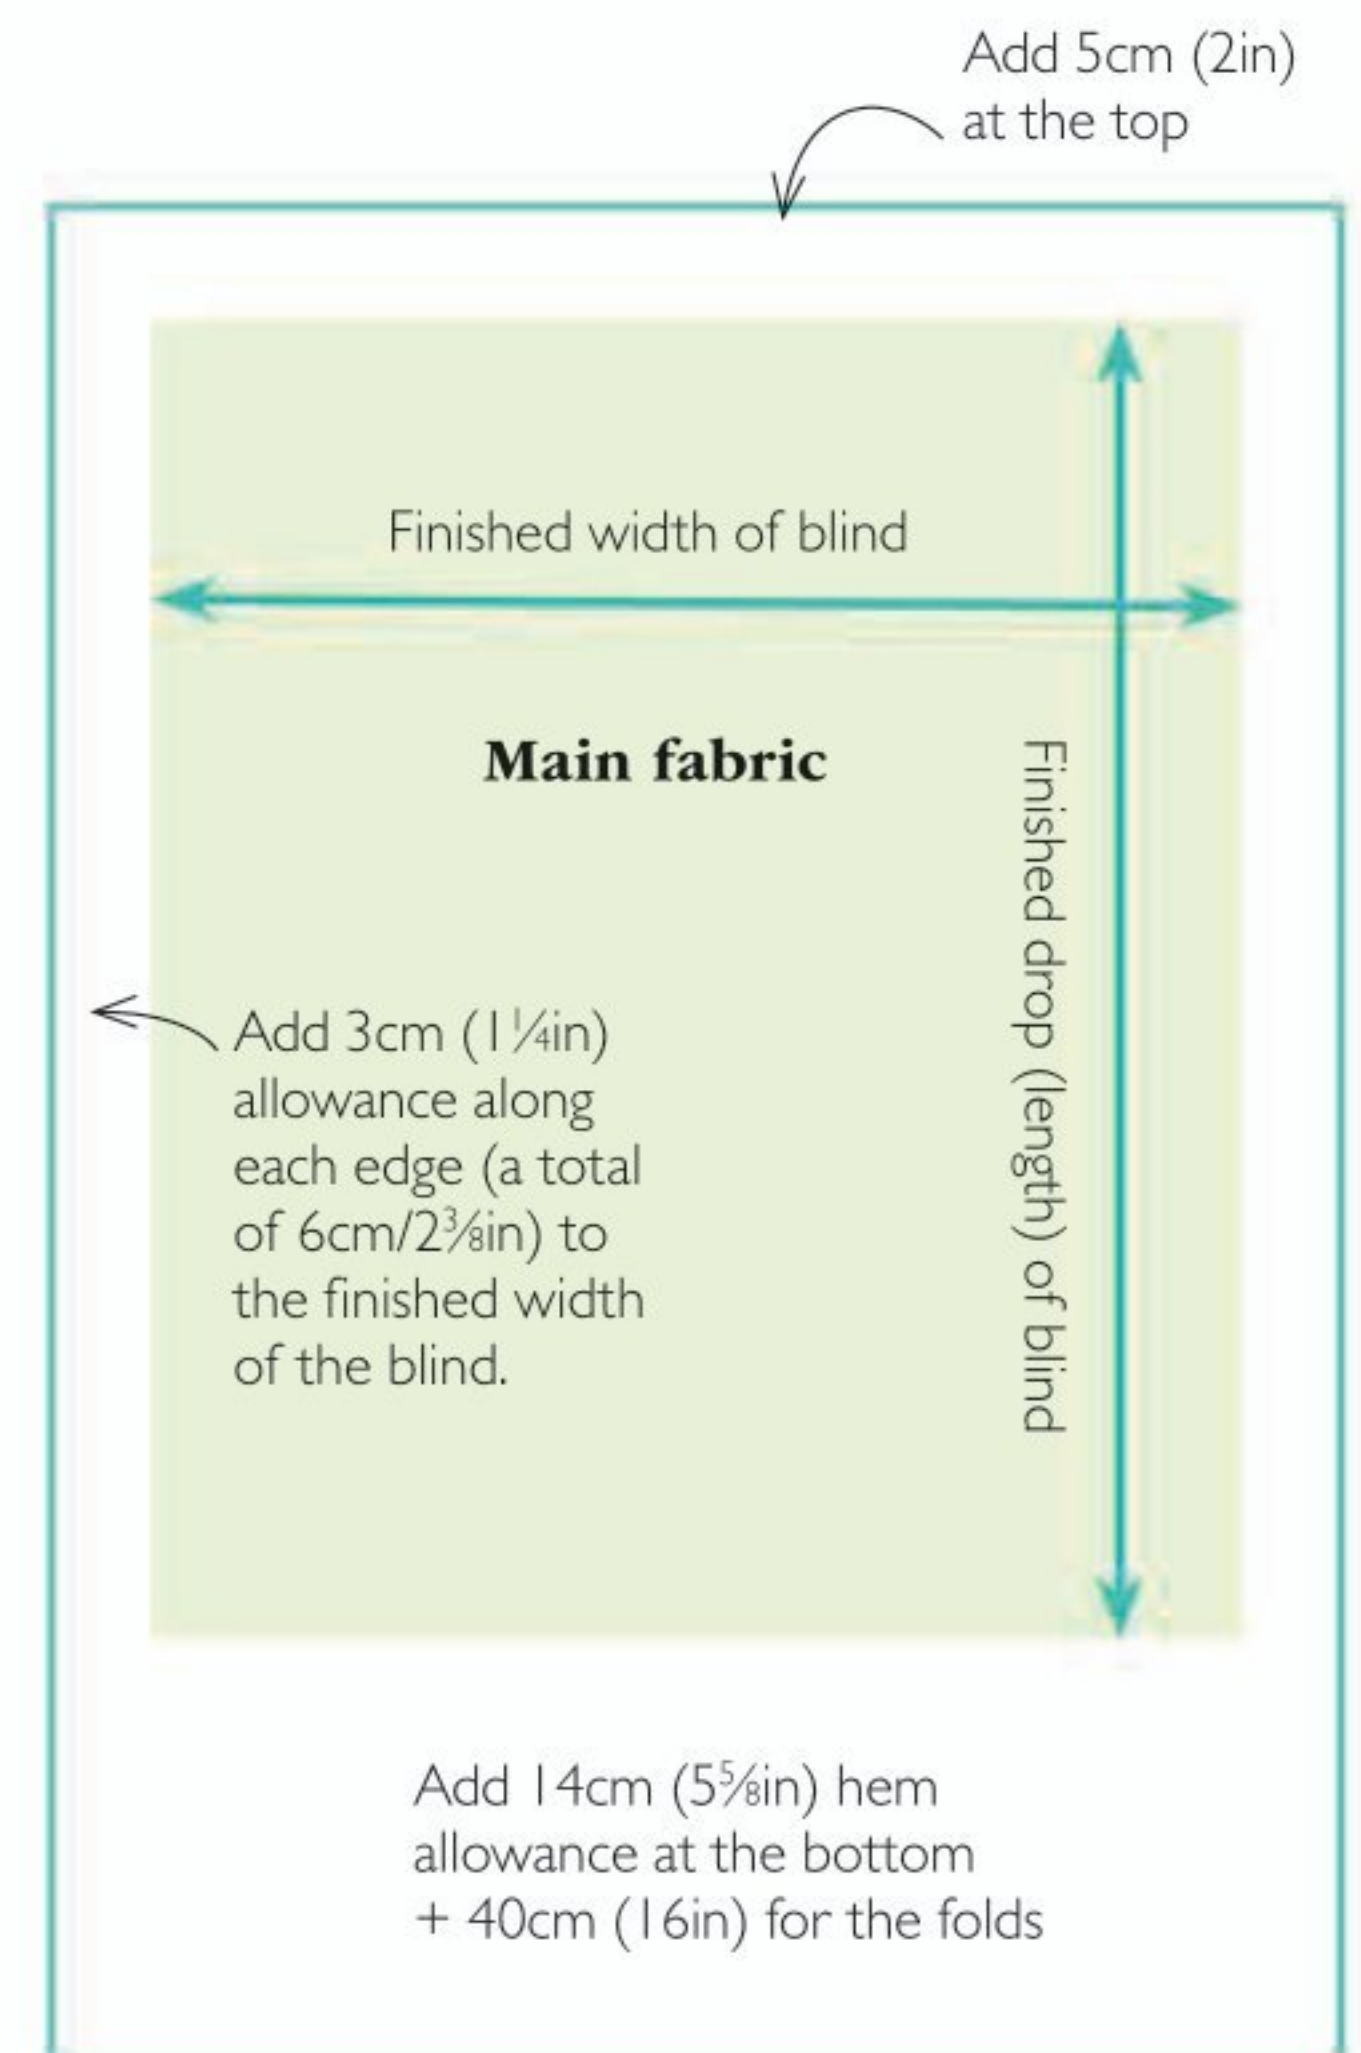 Add 5cm (2in)
at the top
Finished width of blind
Main fabric
Finished drop (length) of blind
Add 3cm (1¼in)
allowance along
each edge (a total
of 6cm/2⅜in) to
the finished width
of the blind.
Add 14cm (5⅝in) hem
allowance at the bottom
+ 40cm (16in) for the folds